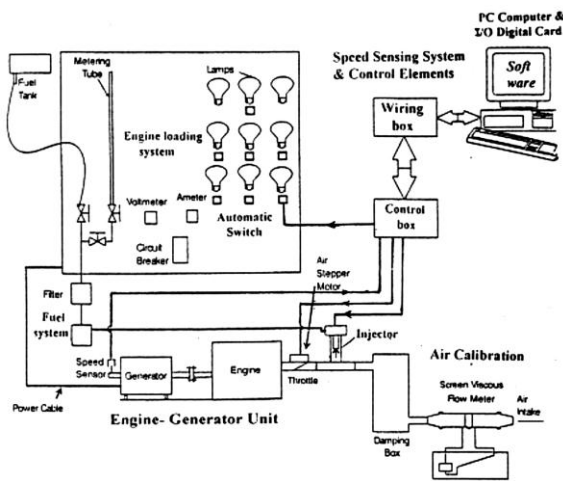 PC Computer &
I/O Digital Card
Soft
ware
Speed Sensing System
& Control Elements
Wiring
box
Control
box
Fuel
Tank
Metering
Tube
Lamps
Engine loading
system
Voltmeter
Ameter
Automatic
Switch
Circuit
Breaker
Air
Stepper
Motor
Filter
Fuel system
Injector
Speed
Sensor
Generator
Engine
Throttle
Power Cable
Engine- Generator Unit
Air Calibration
Screen Viscous
Flow Meter
Air
Intake
Damping
Box